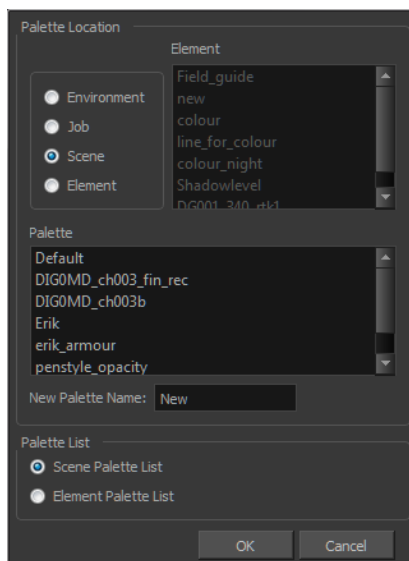 Palette Location
Element
Environment
Job
Scene
Element
Field_guide
new
colour
line_for_colour
colour_night
Shadowlevel
DG001_340_rtk1
Palette
Default
DIG0MD_ch003_fin_rec
DIG0MD_ch003b
Erik
erik_armour
penstyle_opacity
New Palette Name: New
Palette List
Scene Palette List
Element Palette List
OK Cancel